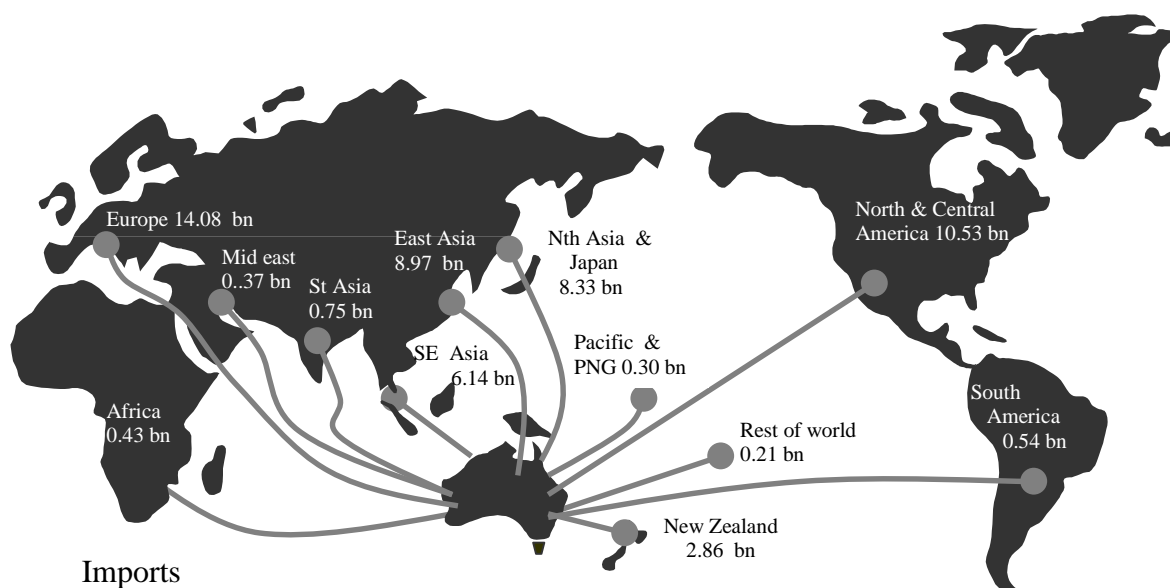 Europe 14.08 bn
Mid east
0..37 bn
St Asia
0.75 bn
East Asia
8.97 bn
Nth Asia &
Japan
8.33 bn
North & Central
America 10.53 bn
SE Asia
6.14 bn
Pacific &
PNG 0.30 bn
Africa
0.43 bn
South
America
0.54 bn
Rest of world
0.21 bn
New Zealand
2.86 bn
Imports